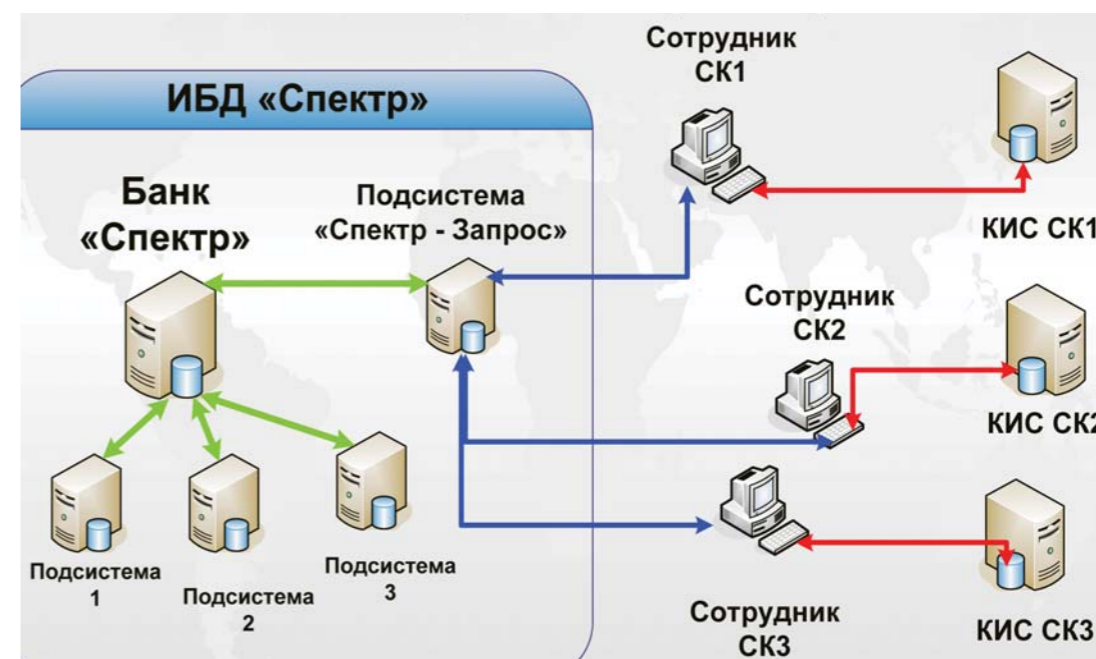 ИБД «Спектр»
Банк
«Спектр»
Подсистема
«Спектр - Запрос»
Подсистема
1
Подсистема
2
Подсистема
3
Сотрудник
СК1
КИС СК1
Сотрудник
СК2
КИС СК2
Сотрудник
СК3
КИС СК3